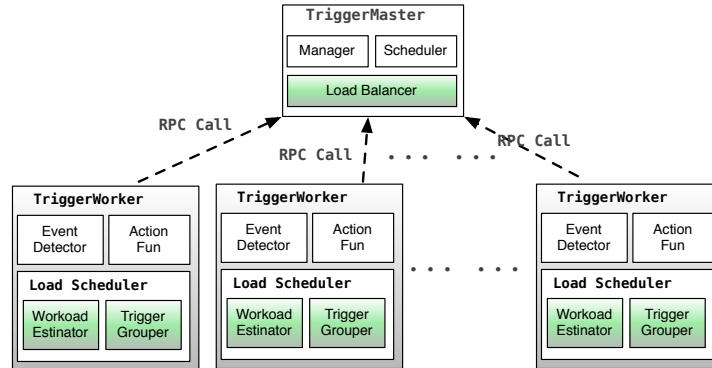 TriggerMaster
Manager
Scheduler
Load Balancer
RPC Call
RPC Call
... ...
RPC Call
TriggerWorker
Event
Detector
Action
Fun
Load Scheduler
Workoad
Estinator
Trigger
Grouper
TriggerWorker
Event
Detector
Action
Fun
Load Scheduler
Workoad
Estinator
Trigger
Grouper
... ...
TriggerWorker
Event
Detector
Action
Fun
Load Scheduler
Workoad
Estinator
Trigger
Grouper